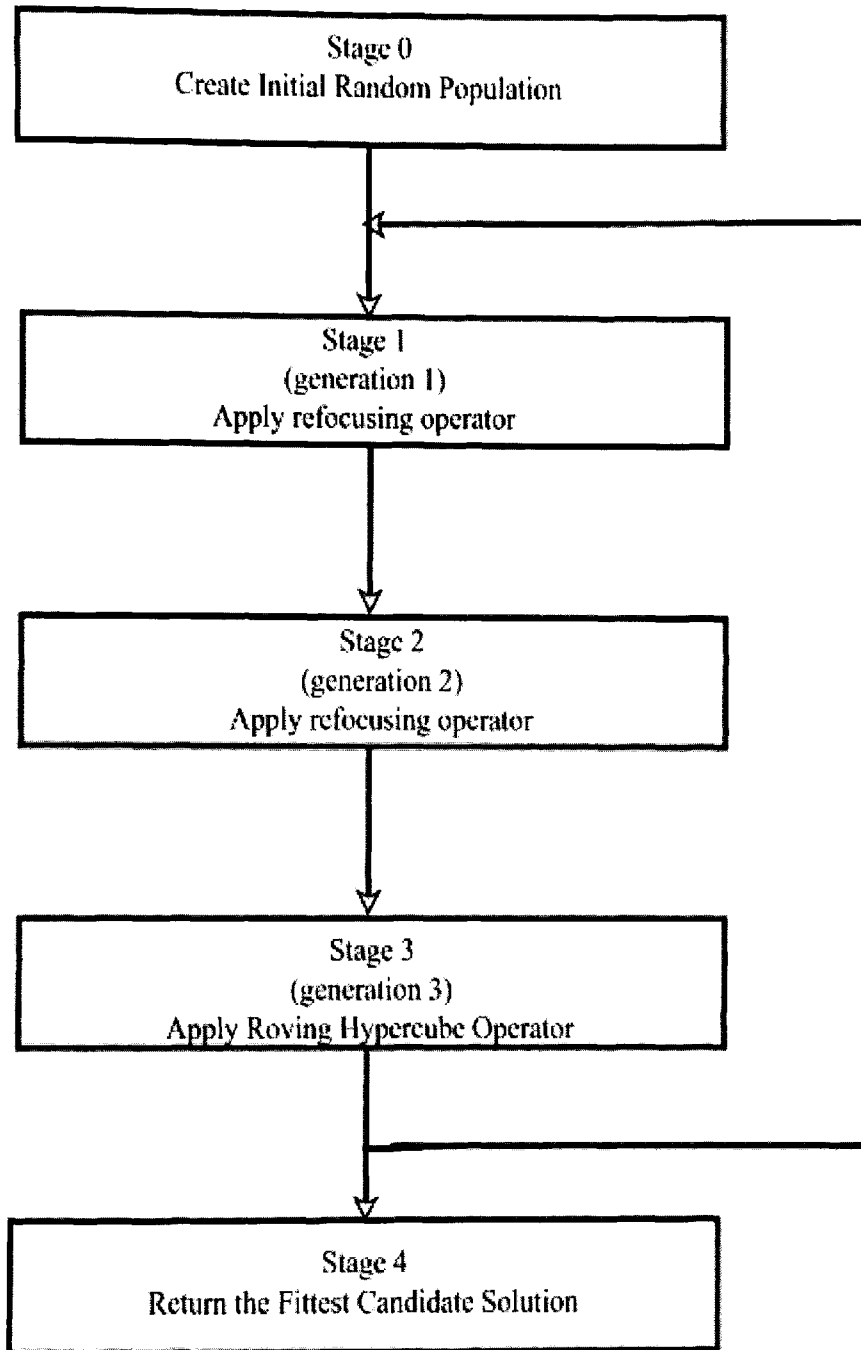 Stage 0
Create Initial Random Population
Stage 1
(generation 1)
Apply refocusing operator
Stage 2
(generation 2)
Apply refocusing operator
Stage 3
(generation 3)
Apply Roving Hypercube Operator
Stage 4
Return the Fittest Candidate Solution